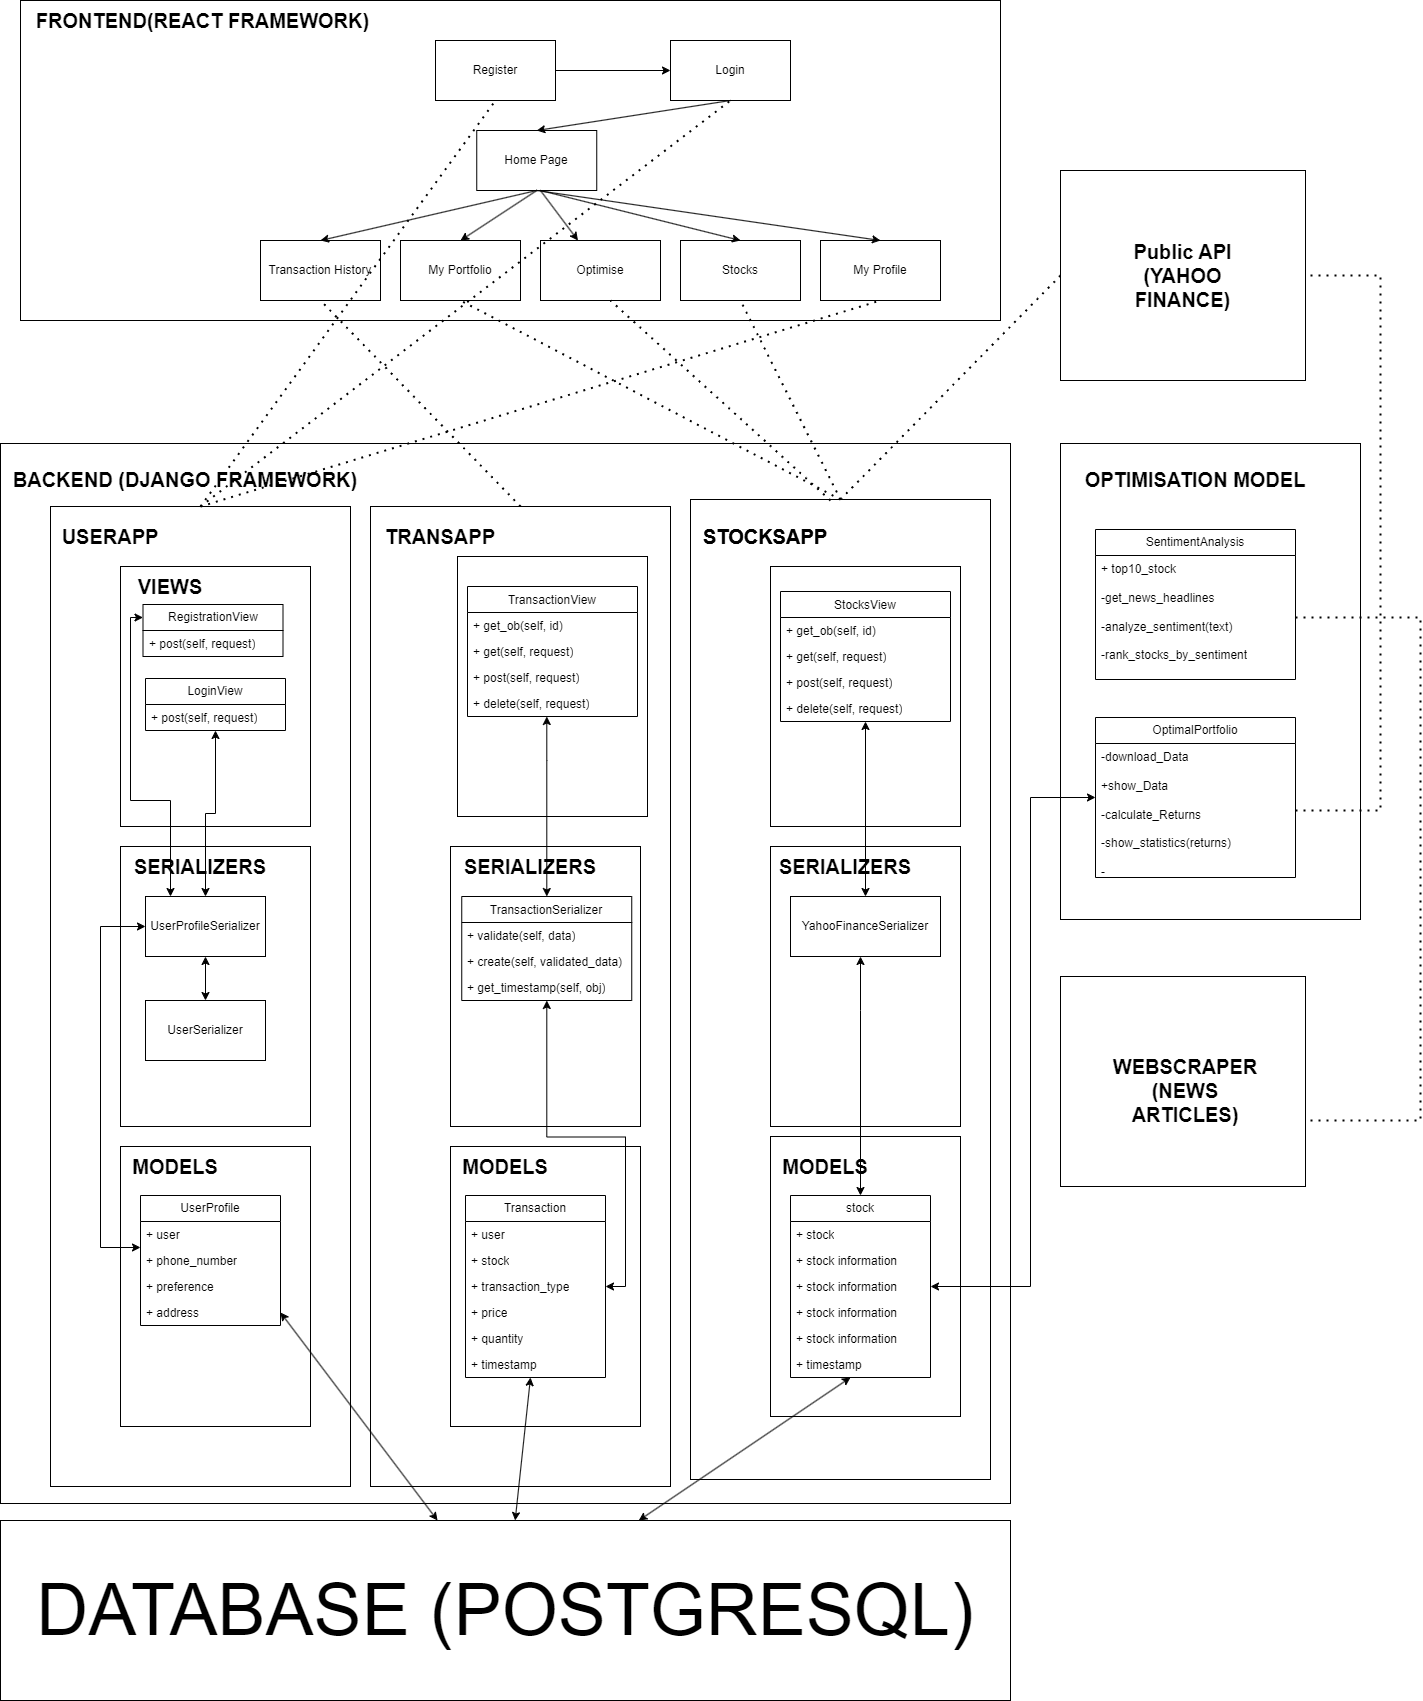 FRONTEND(REACT FRAMEWORK)
Register
Login
Home Page
Transaction History
My Portfolio
Optimise
Stocks
My Profile
Public API
(YAHOO
FINANCE)
BACKEND (DJANGO FRAMEWORK)
USERAPP
VIEWS
RegistrationView
+ post(self, request)
LoginView
+ post(self, request)
SERIALIZERS
UserProfileSerializer
UserSerializer
MODELS
UserProfile
+ user
+ phone_number
+ preference
+ address
TRANSAPP
TransactionView
+ get_ob(self, id)
+ get(self, request)
+ post(self, request)
+ delete(self, request)
SERIALIZERS
TransactionSerializer
+ validate(self, data)
+ create(self, validated_data)
+ get_timestamp(self, obj)
MODELS
Transaction
+ user
+ stock
+ transaction_type
+ price
+ quantity
+ timestamp
STOCKSAPP
StocksView
+ get_ob(self, id)
+ get(self, request)
+ post(self, request)
+ delete(self, request)
SERIALIZERS
YahooFinanceSerializer
MODELS
stock
+ stock
+ stock information
+ stock information
+ stock information
+ stock information
+ timestamp
OPTIMISATION MODEL
SentimentAnalysis
+ top10_stock
-get_news_headlines
-analyze_sentiment(text)
-rank_stocks_by_sentiment
OptimalPortfolio
-download_Data
+show_Data
-calculate_Returns
-show_statistics(returns)
-
WEBSCRAPER
(NEWS
ARTICLES)
DATABASE (POSTGRESQL)